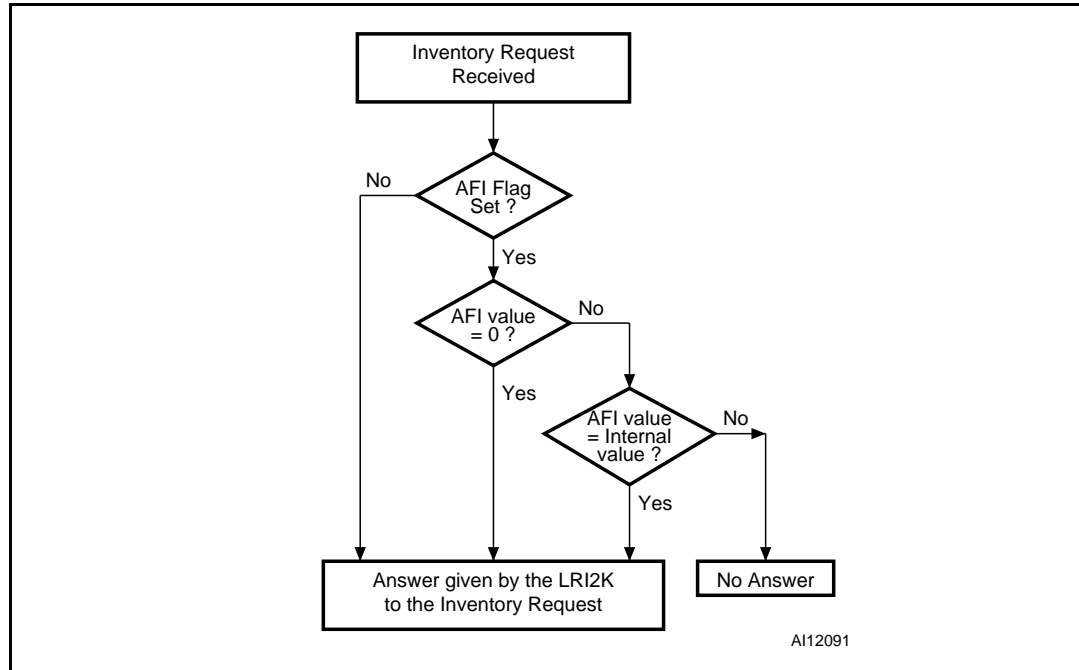 Inventory Request
Received
No
AFI Flag
Set ?
Yes
AFI value
= 0 ?
No
Yes
AFI value
= Internal
value ?
No
Yes
Answer given by the LRI2K
to the Inventory Request
No Answer
AI12091